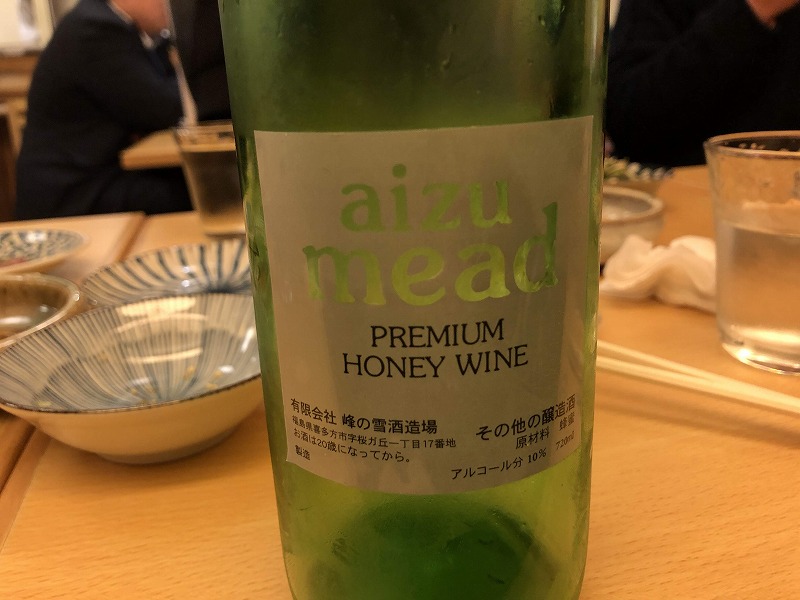 aizu
mead
PREMIUM
HONEY WINE
有限会社 峰の雪酒造場
福島県喜多方市字桜ガ丘一丁目17番地
お酒は20歳になってから。
製造
その他の醸造酒
原材料 蜂蜜
アルコール分 10% 720ml